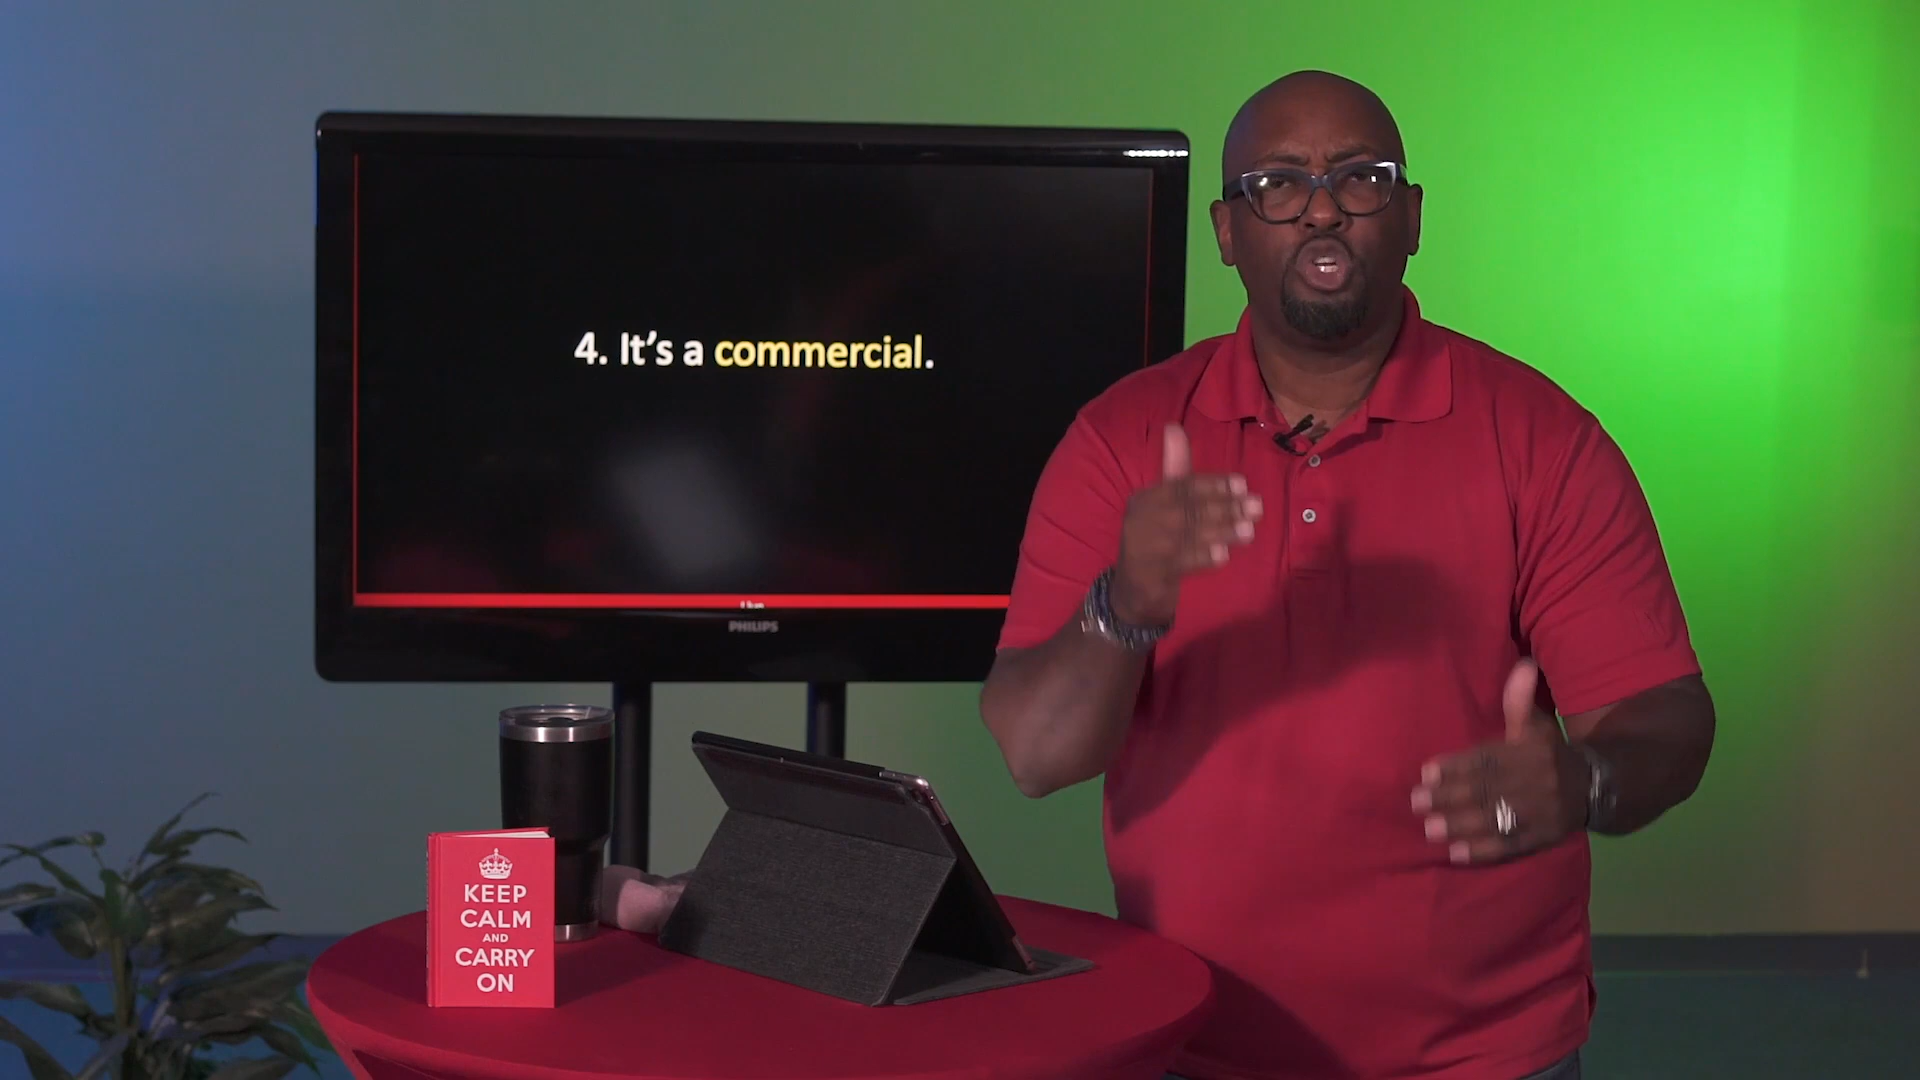 4. It's a commercial.
PHILIPS
KEEP
CALM
AND
CARRY
ON